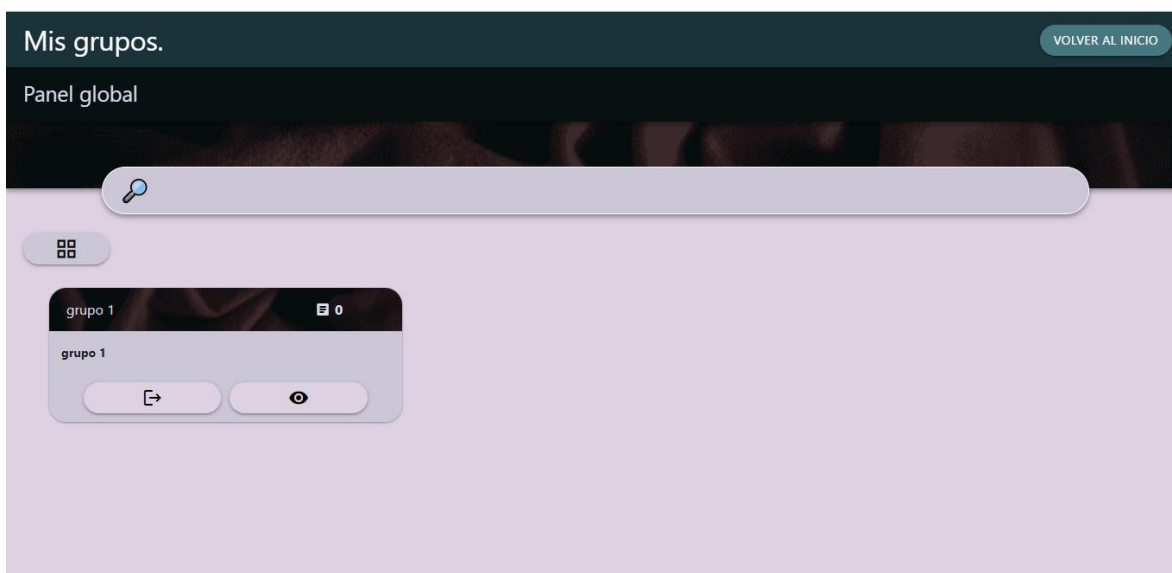 Mis grupos.
VOLVER AL INICIO
Panel global
grupo 1
0
grupo 1